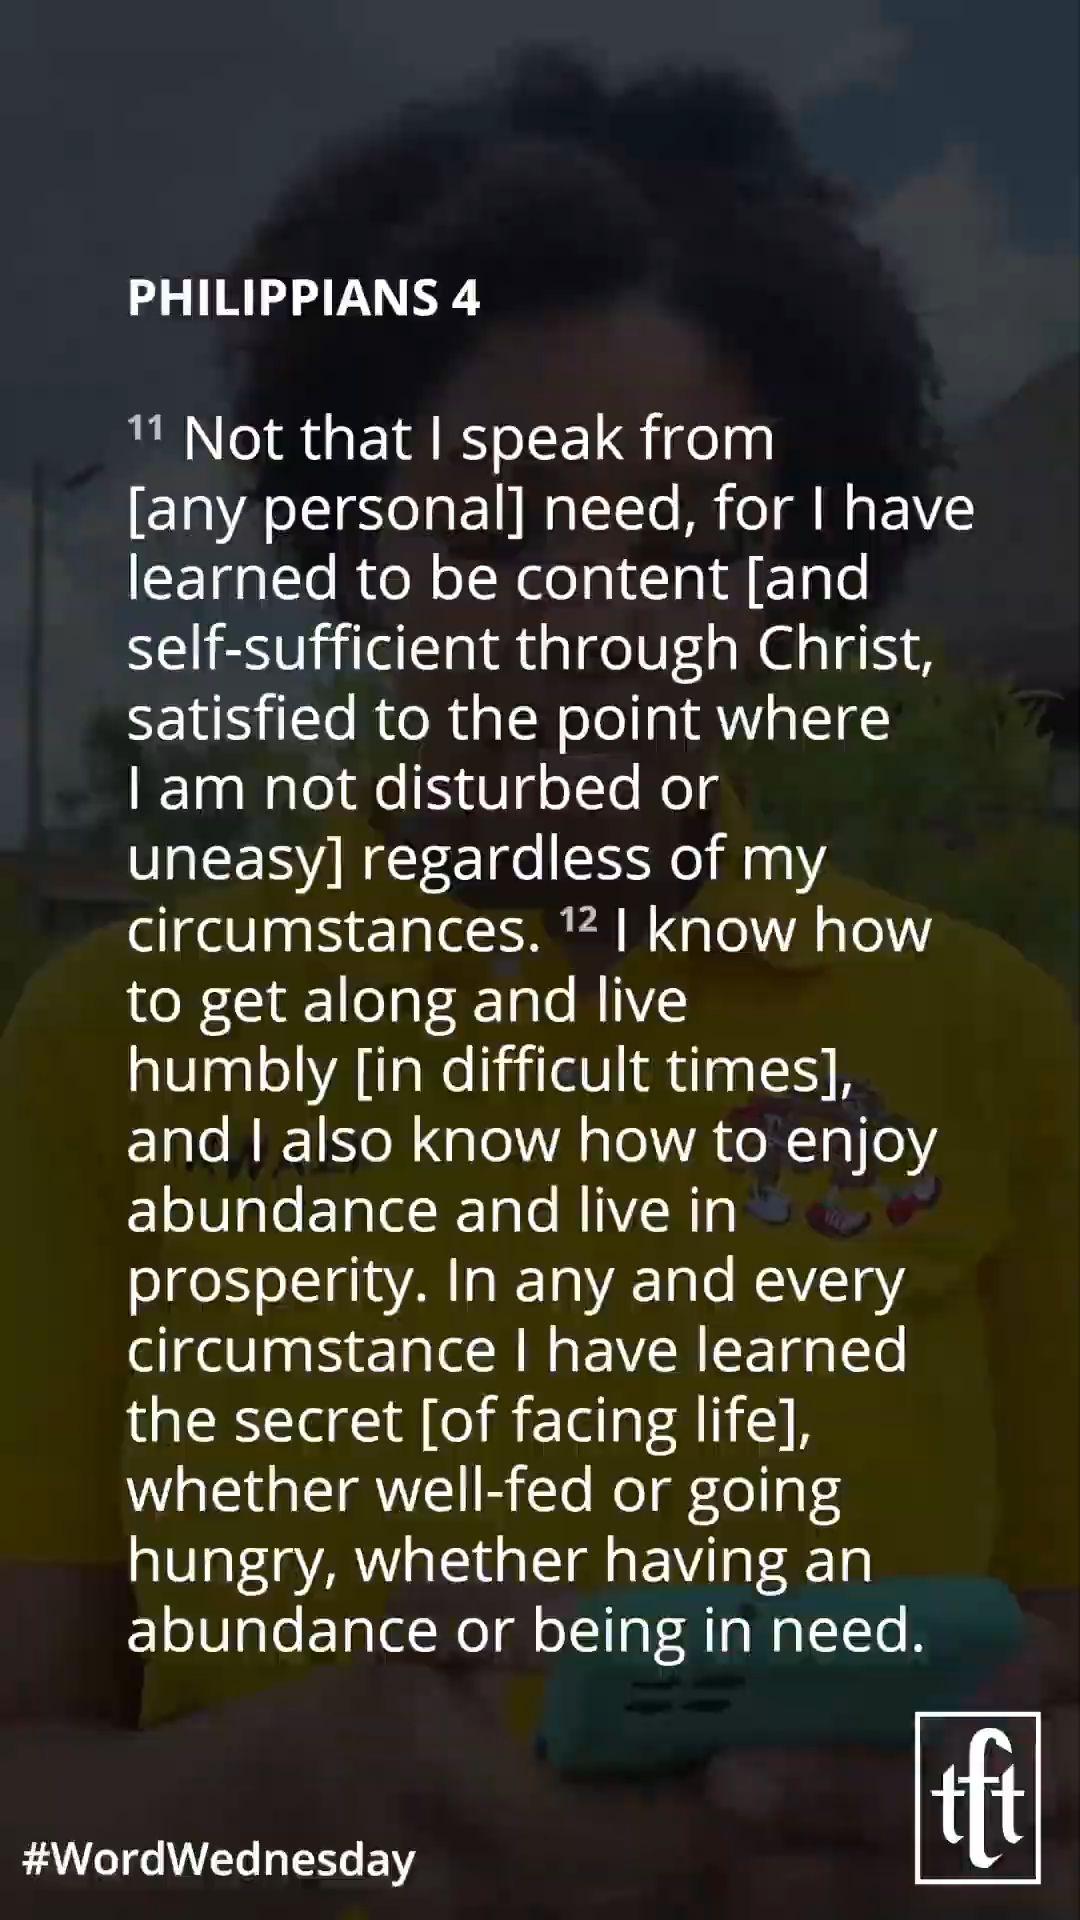 PHILIPPIANS 4
11 Not that I speak from
[any personal] need, for I have
learned to be content [and
self-sufficient through Christ,
satisfied to the point where
I am not disturbed or
uneasy] regardless of my
circumstances. 12 I know how
to get along and live
humbly [in difficult times],
and I also know how to enjoy
abundance and live in
prosperity. In any and every
circumstance I have learned
the secret [of facing life],
whether well-fed or going
hungry, whether having an
abundance or being in need.
tft
#WordWednesday